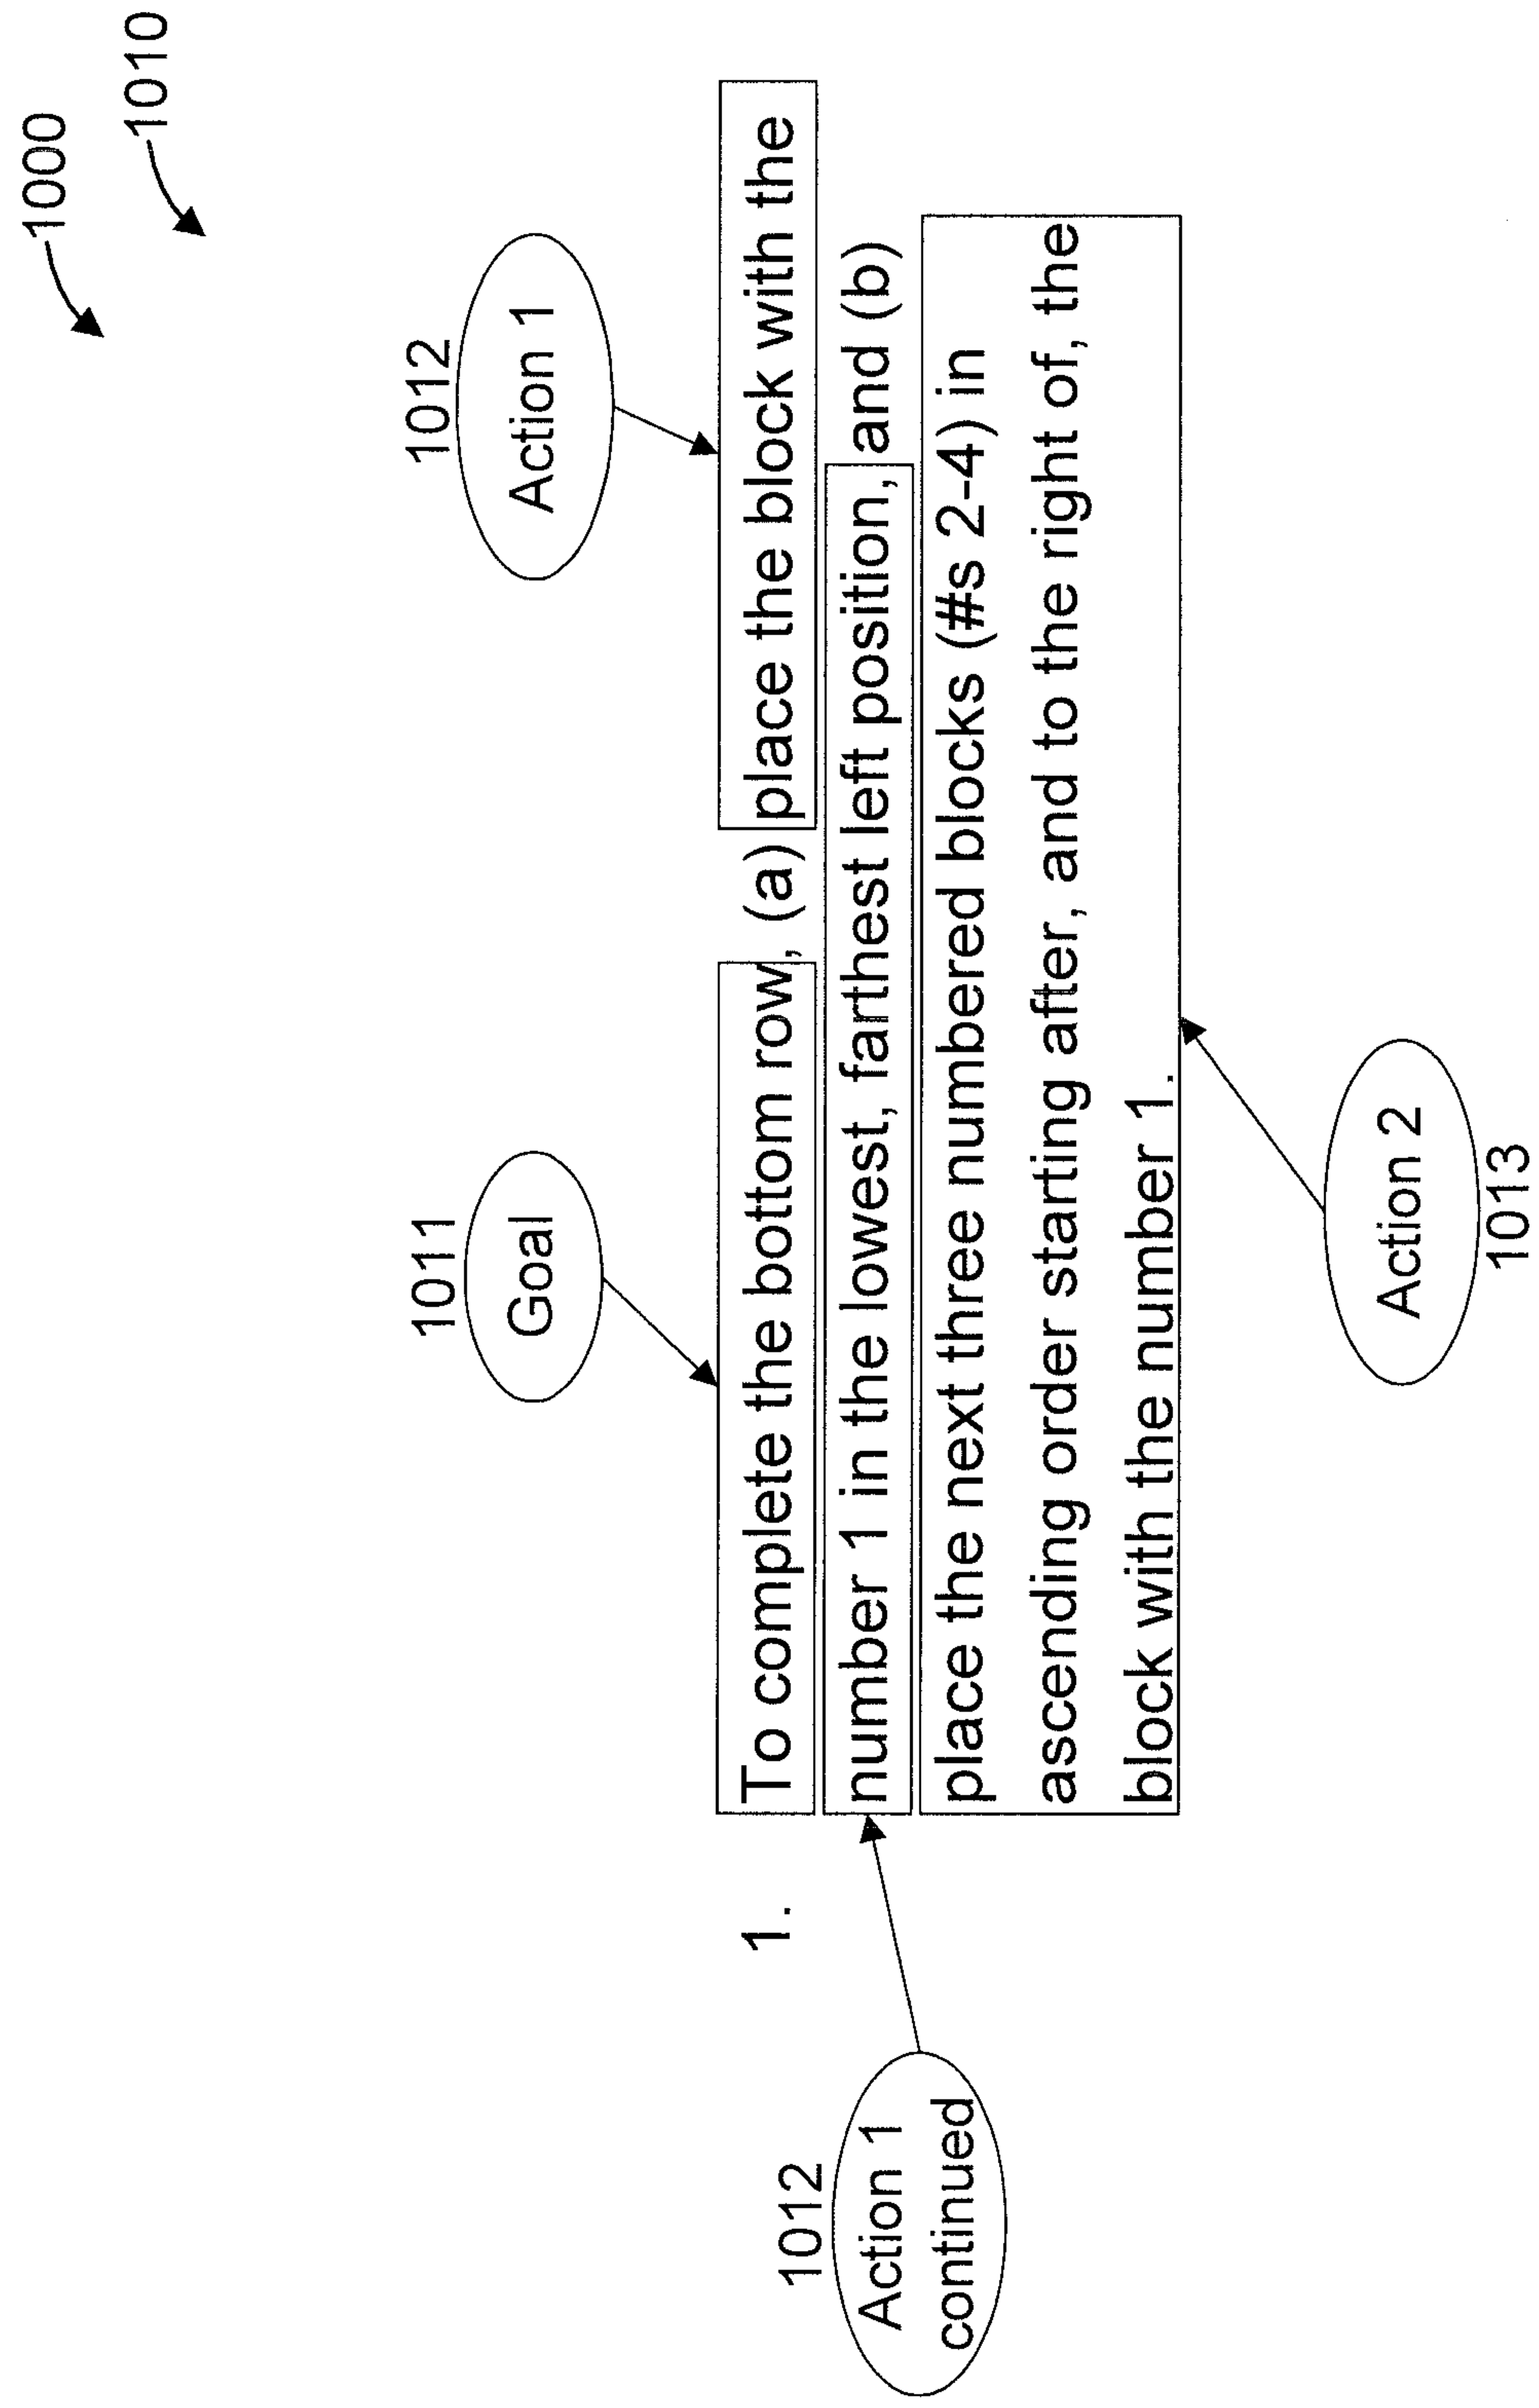 1000
1010
1011
Goal
1012
Action 1
1. To complete the bottom row, (a) place the block with the
number 1 in the lowest, farthest left position, and (b)
place the next three numbered blocks (#s 2-4) in
ascending order starting after, and to the right of, the
block with the number 1.
1012
Action 1
continued
Action 2
1013